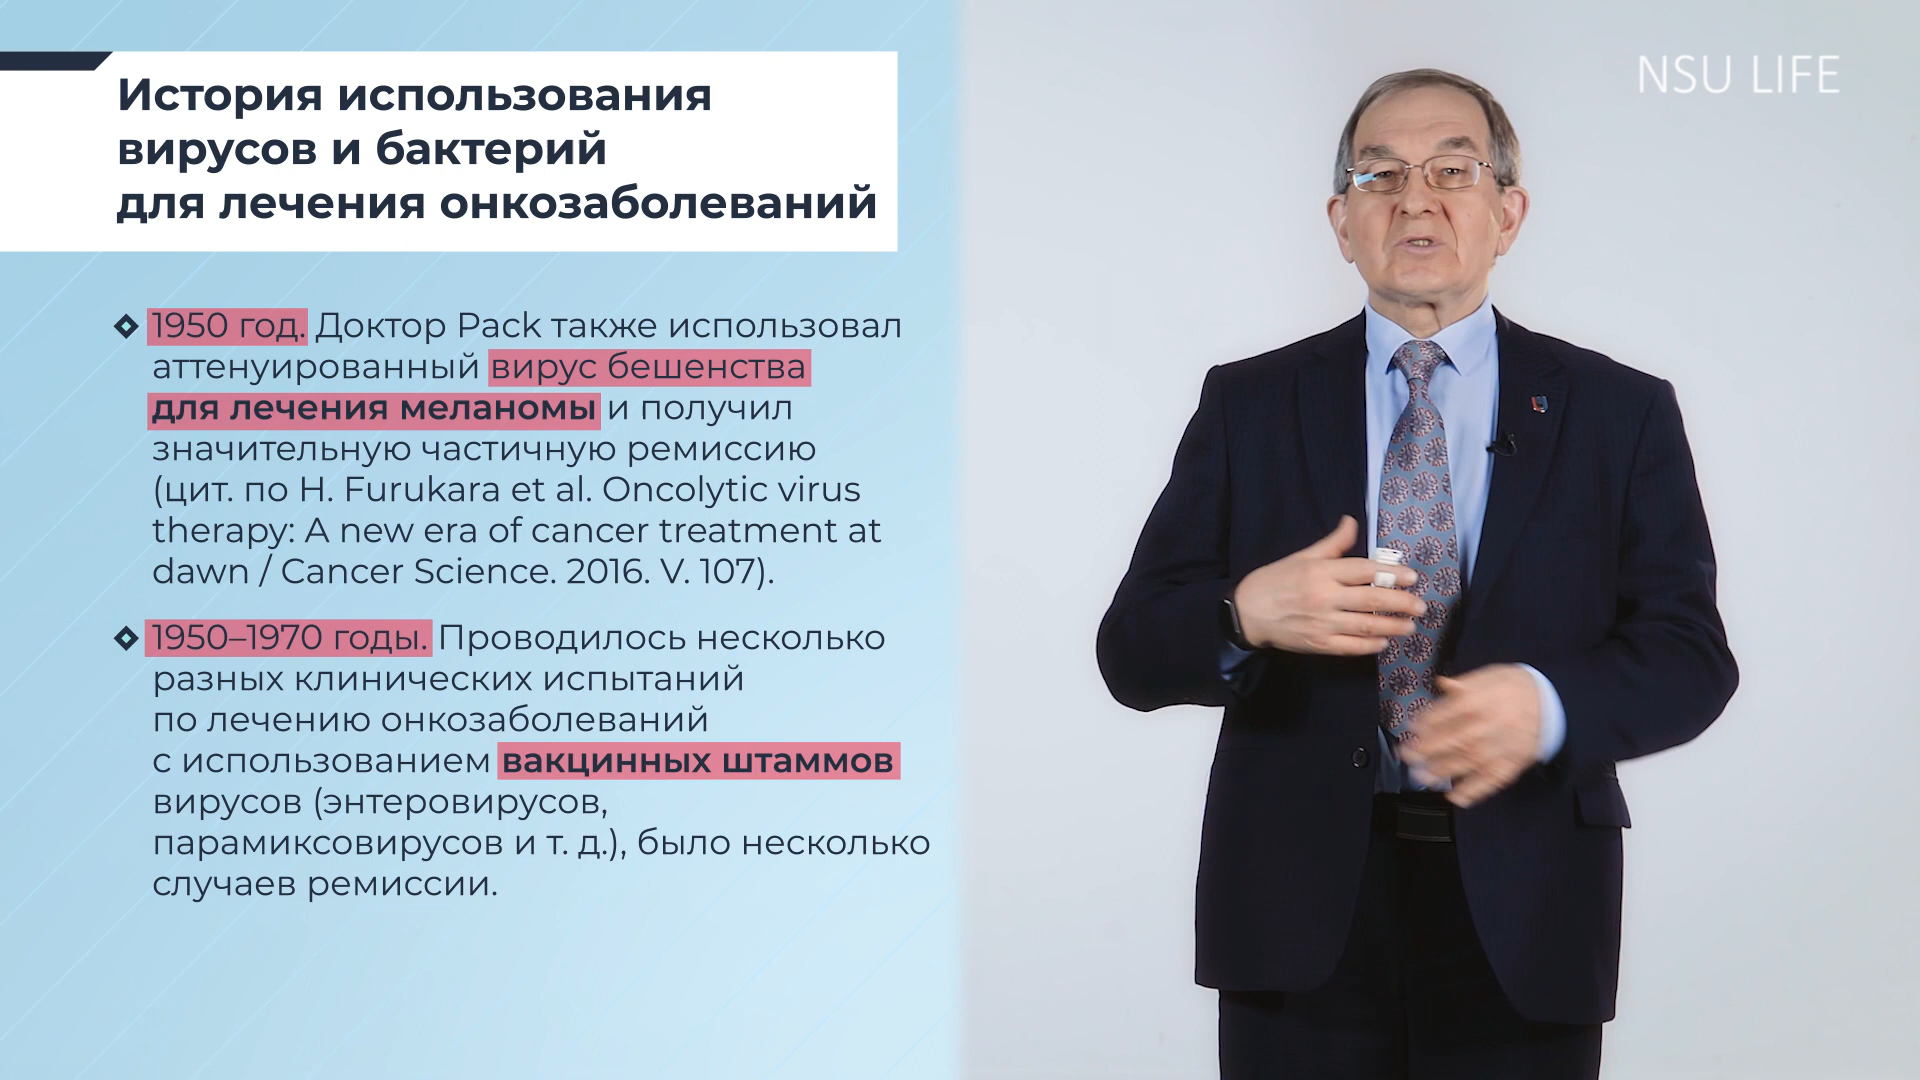 NSU LIFE
История использования
вирусов и бактерий
для лечения онкозаболеваний
1950 год. Доктор Pack также использовал
аттенуированный вирус бешенства
для лечения меланомы и получил
значительную частичную ремиссию
(цит. по H. Furukara et al. Oncolytic virus
therapy: A new era of cancer treatment at
dawn / Cancer Science. 2016. V. 107).
1950–1970 годы. Проводилось несколько
разных клинических испытаний
по лечению онкозаболеваний
с использованием вакцинных штаммов
вирусов (энтеровирусов,
парамиксовирусов и т. д.), было несколько
случаев ремиссии.